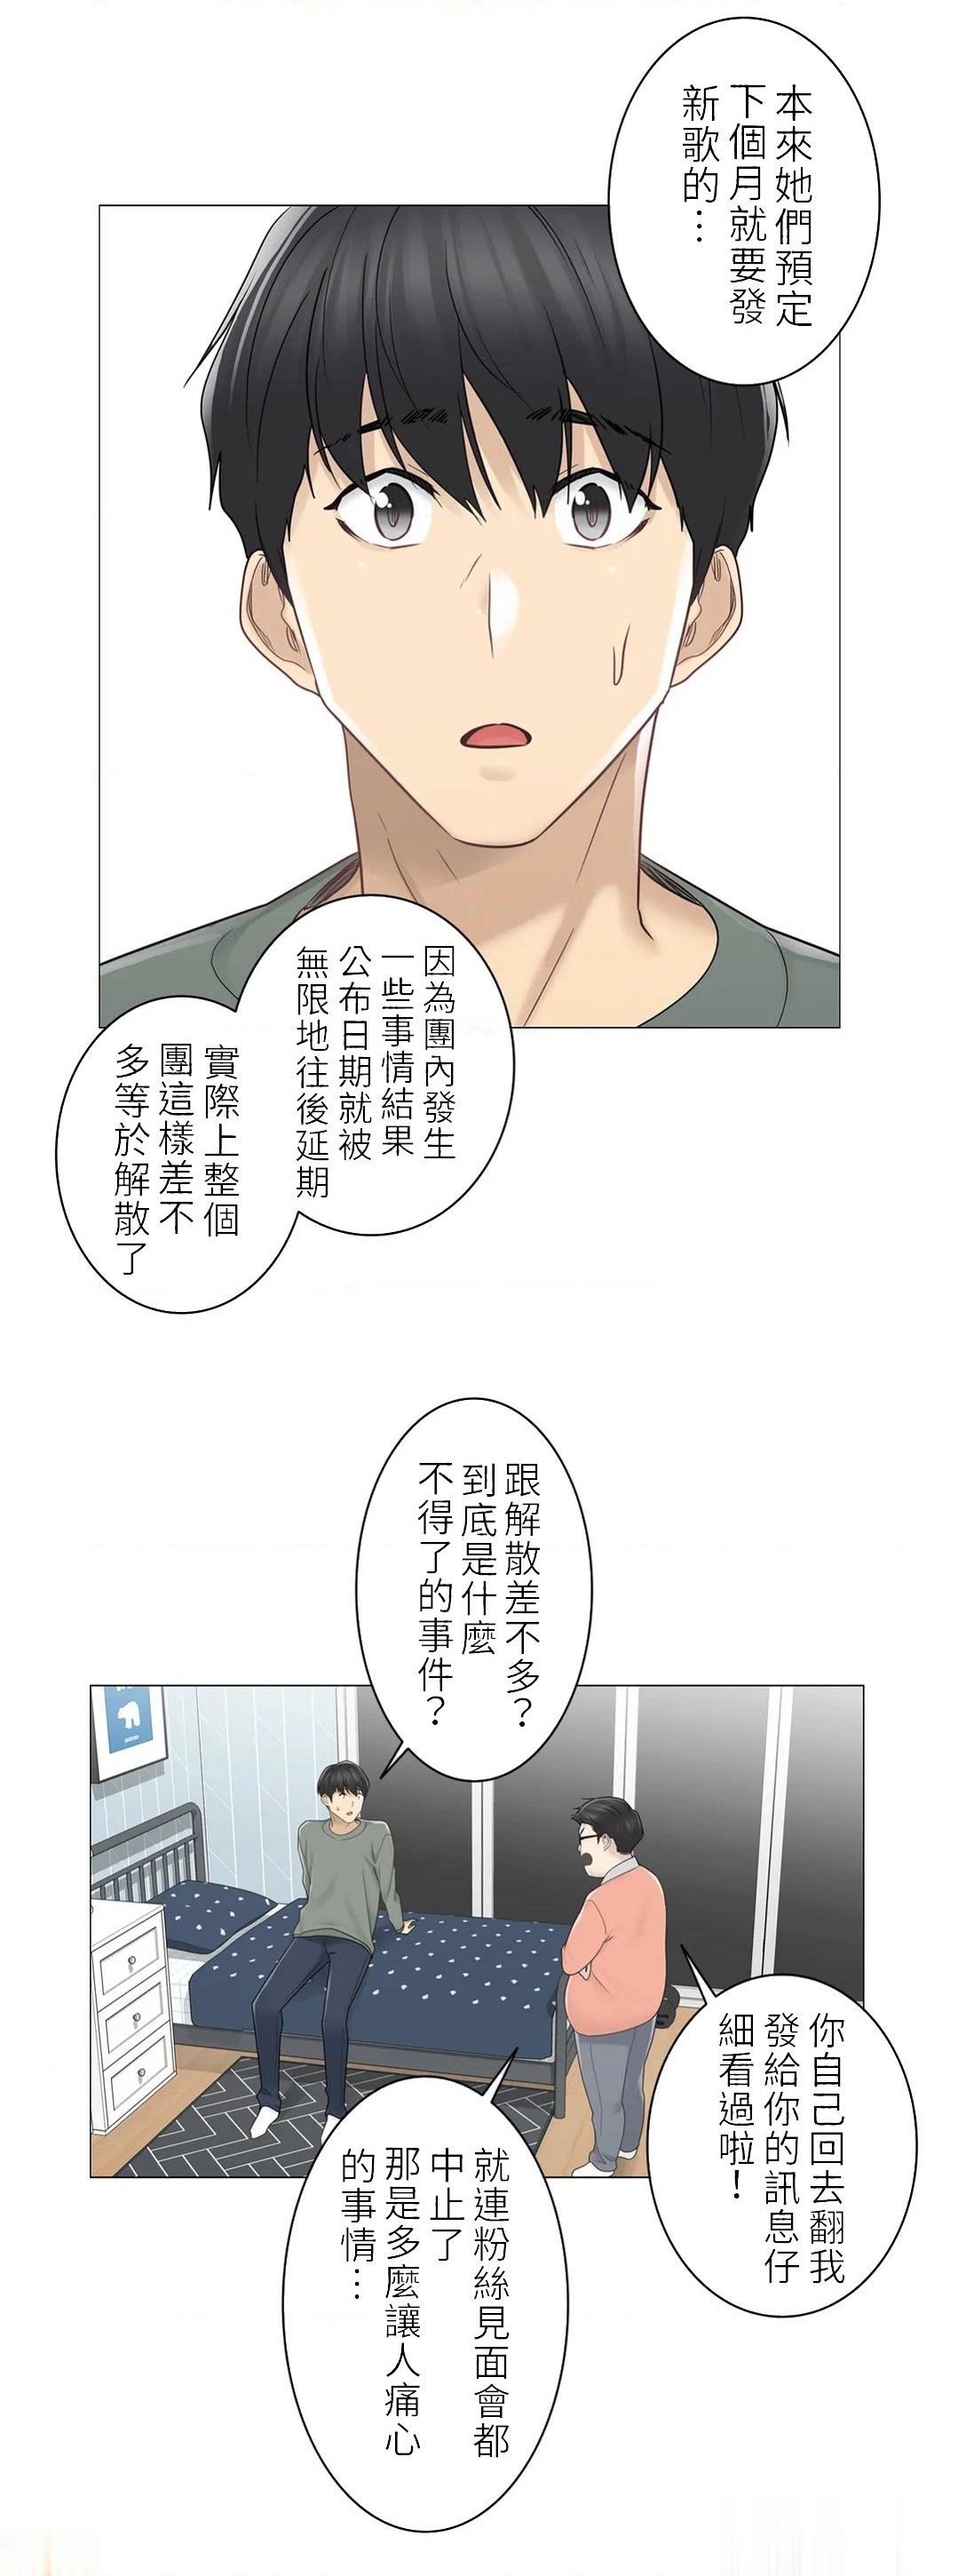 本來她們預定
下個月就要發
新歌的…
因為團內發生
一些事情結果
公布日期就被
無限地往後延期
實際上整個
團這樣差不
多等於解散了
跟解散差不多?
到底是什麼
不得了的事件?
你自己回去翻我
發給你的訊息仔
細看過啦!
就連粉絲見面會都
中止了
那是多麼讓人痛心
的事情…